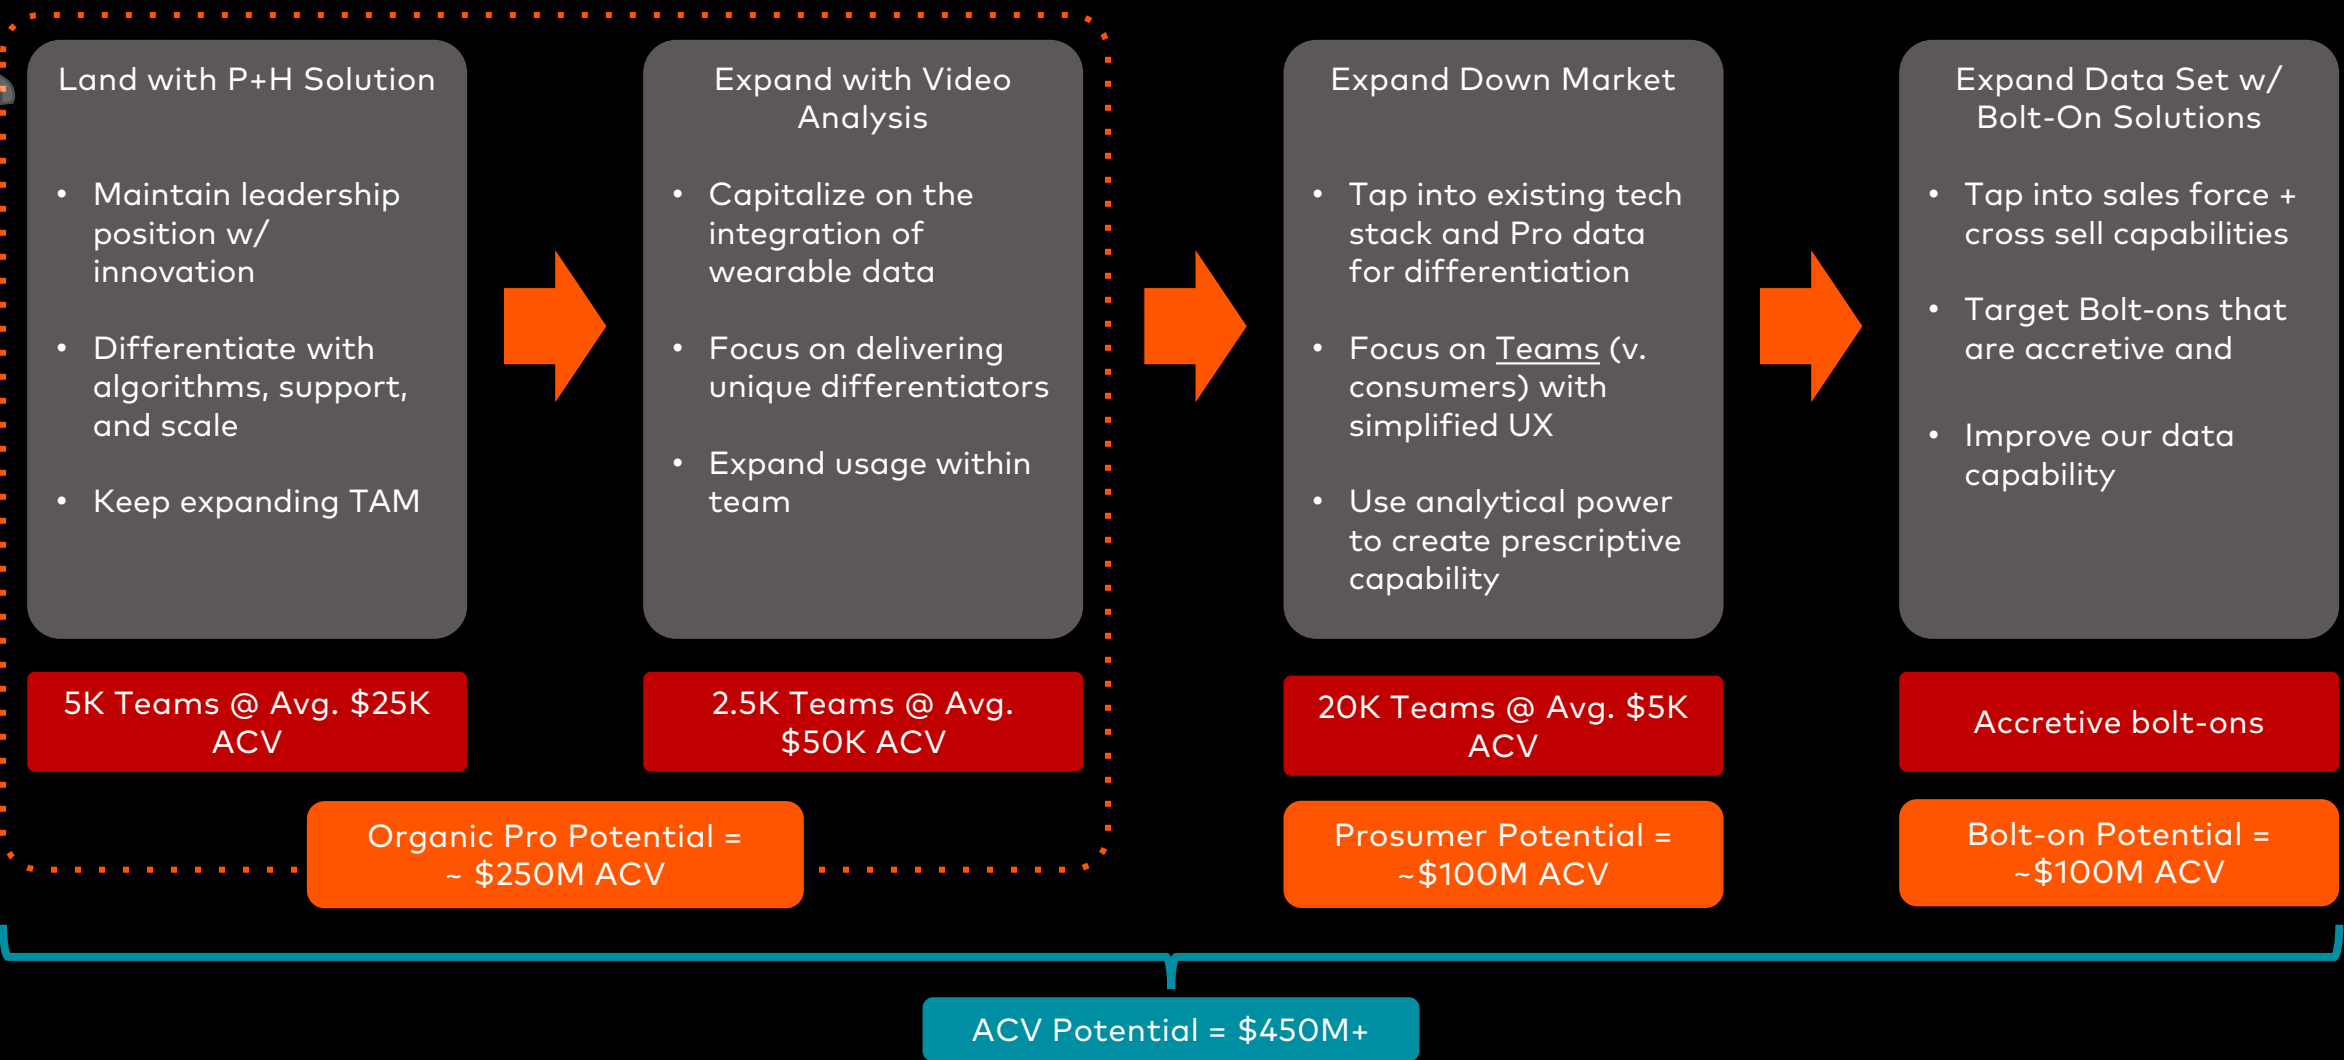 Land with P+H Solution
• Maintain leadership
position w/
innovation
• Differentiate with
algorithms, support,
and scale
• Keep expanding TAM
5K Teams @ Avg. $25K
ACV
Expand with Video
Analysis
• Capitalize on the
integration of
wearable data
• Focus on delivering
unique differentiators
• Expand usage within
team
2.5K Teams @ Avg.
$50K ACV
Organic Pro Potential =
~ $250M ACV
Expand Down Market
• Tap into existing tech
stack and Pro data
for differentiation
• Focus on Teams (v.
consumers) with
simplified UX
• Use analytical power
to create prescriptive
capability
20K Teams @ Avg. $5K
ACV
Prosumer Potential =
~$100M ACV
Expand Data Set w/
Bolt-On Solutions
• Tap into sales force +
cross sell capabilities
• Target Bolt-ons that
are accretive and
• Improve our data
capability
Accretive bolt-ons
Bolt-on Potential =
~$100M ACV
ACV Potential = $450M+